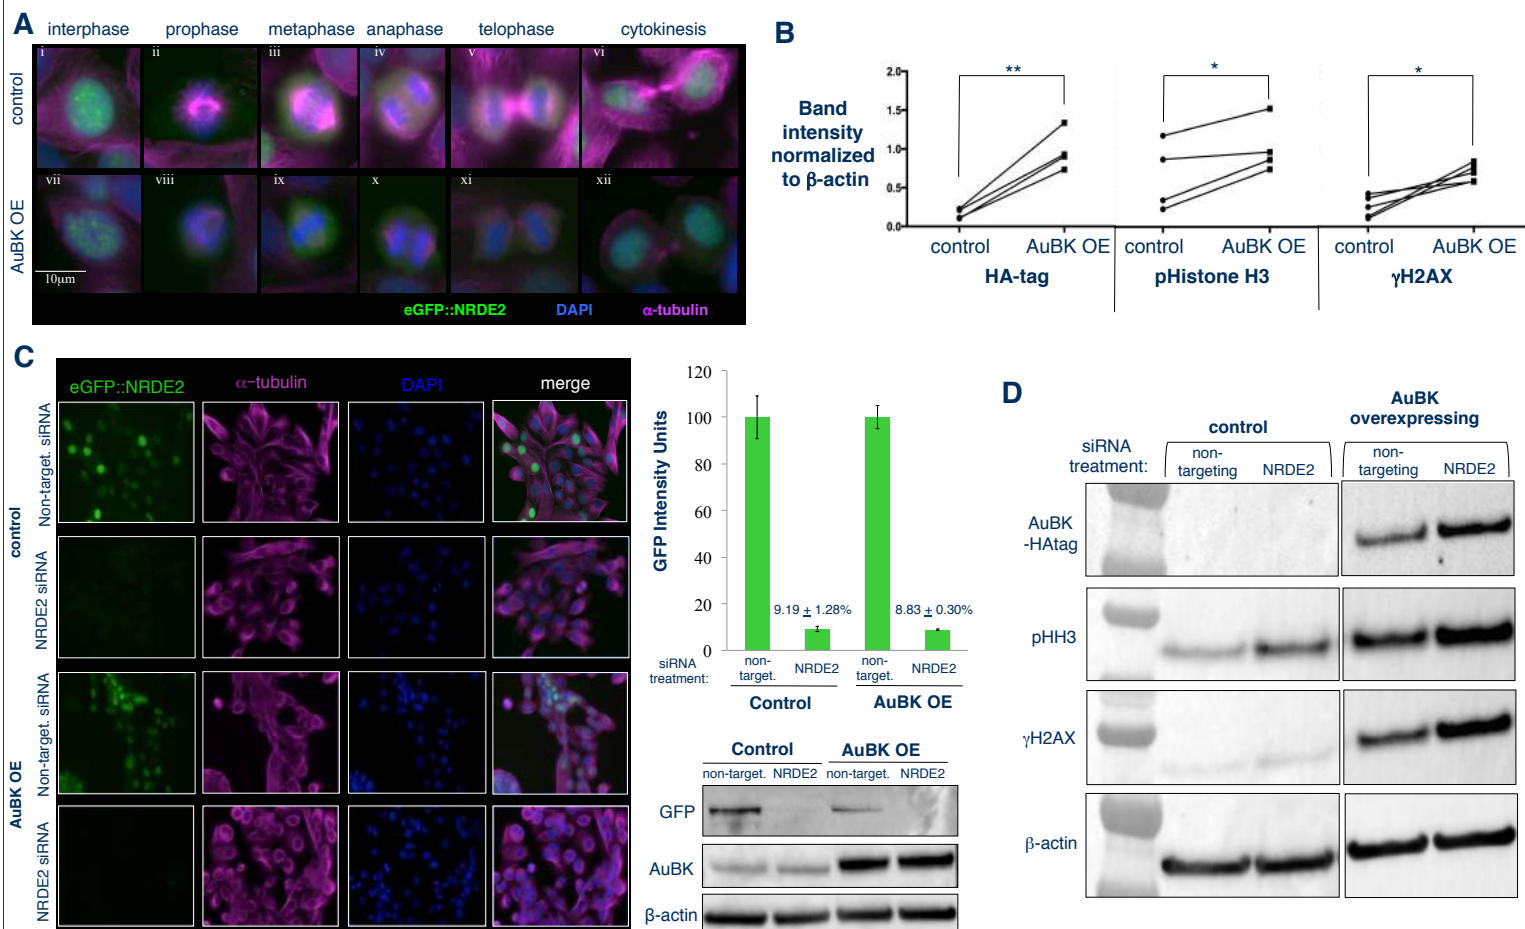 A
interphase prophase metaphase anaphase telophase cytokinesis
control
i ii iii iv v vi
AuBK OE
vii viii ix x xi xii
10μm
eGFP::NRDE2 DAPI α-tubulin
B
Band
intensity
normalized
to β-actin
2.0
1.5
1.0
0.5
0.0
** * *
control AuBK OE control AuBK OE control AuBK OE
HA-tag pHistone H3 γH2AX
C
eGFP::NRDE2 α-tubulin DAPI merge
control
Non-target. siRNA
NRDE2 siRNA
AuBK OE
Non-target. siRNA
NRDE2 siRNA
GFP Intensity Units
120
100
80
60
40
20
0
9.19 ± 1.28% 8.83 ± 0.30%
siRNA
treatment:
non-
target.
NRDE2
non-
target.
NRDE2
Control AuBK OE
Control AuBK OE
non-target. NRDE2 non-target. NRDE2
GFP
AuBK
β-actin
D
control
AuBK
overexpressing
siRNA
treatment:
non-
targeting
NRDE2
non-
targeting
NRDE2
AuBK
-HAtag
pHH3
γH2AX
β-actin